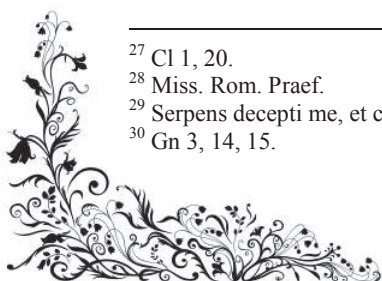 27 Cl 1, 20.
28 Miss. Rom. Praef.
29 Serpens decepti me, et c
30 Gn 3, 14, 15.